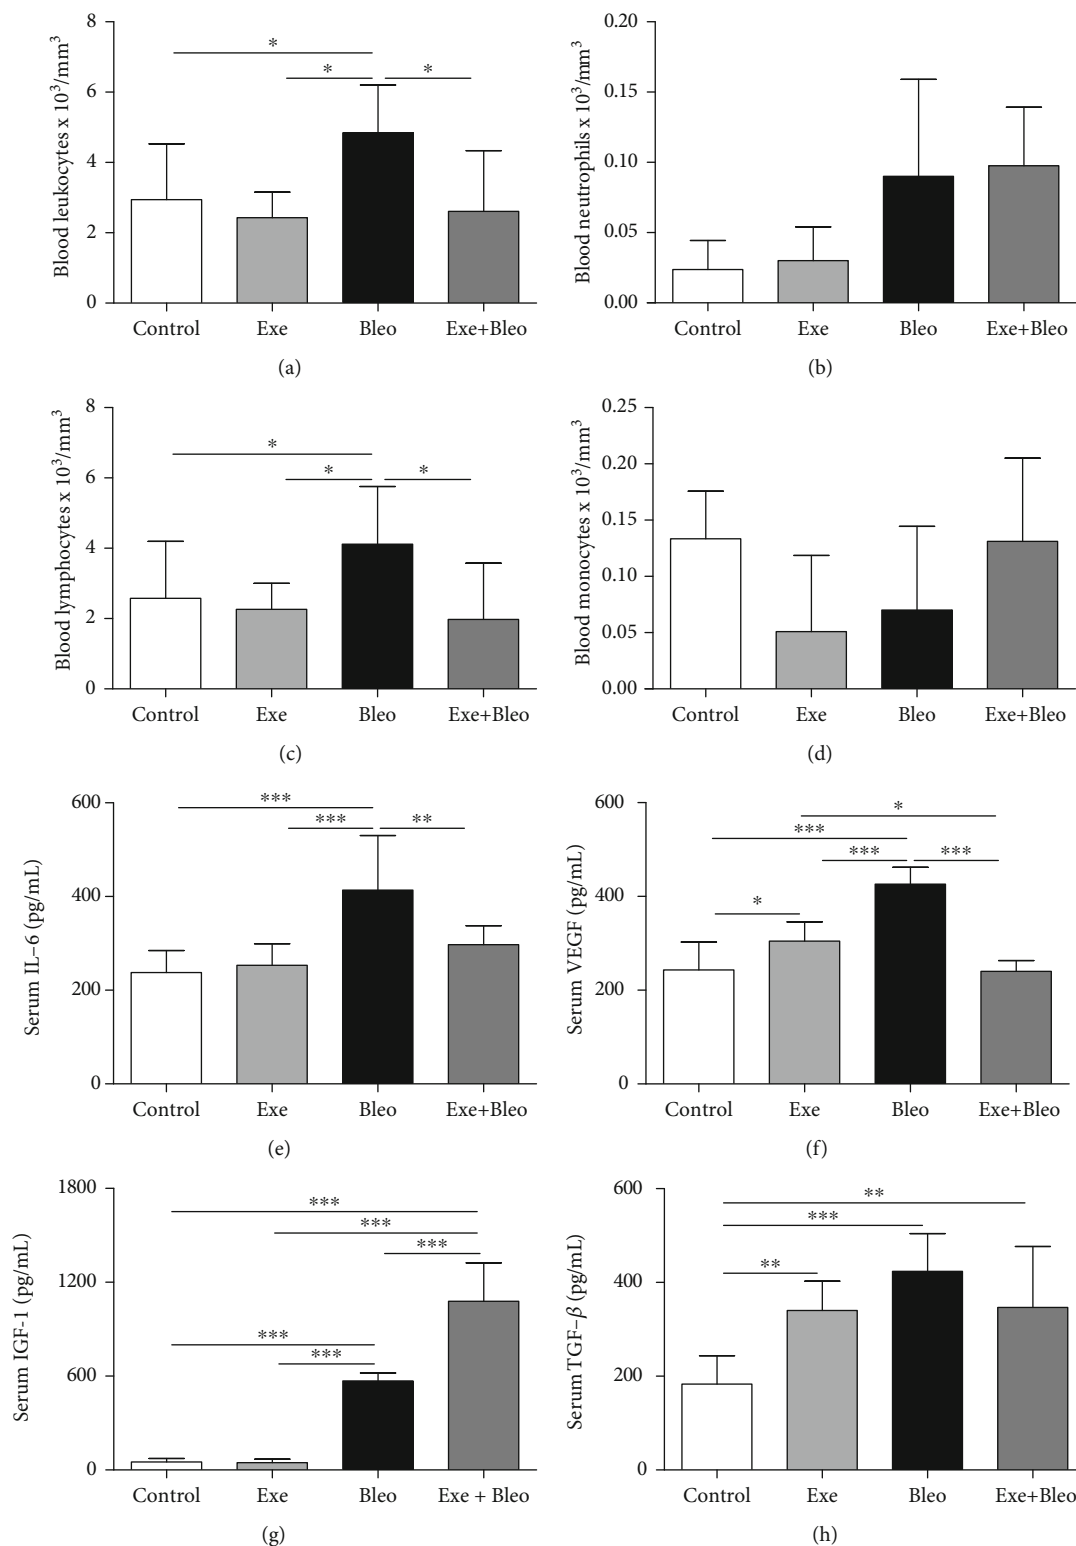 Blood leukocytes x 10³/mm³
8
6
4
2
0
*
*
*
Control
Exe
Bleo
Exe+Bleo
(a)
Blood neutrophils x 10³/mm³
0.20
0.15
0.10
0.05
0.00
Control
Exe
Bleo
Exe+Bleo
(b)
Blood lymphocytes x 10³/mm³
8
6
4
2
0
*
*
*
Control
Exe
Bleo
Exe+Bleo
(c)
Blood monocytes x 10³/mm³
0.25
0.20
0.15
0.10
0.05
0.00
Control
Exe
Bleo
Exe+Bleo
(d)
Serum IL–6 (pg/mL)
600
400
200
0
***
***
**
Control
Exe
Bleo
Exe+Bleo
(e)
Serum VEGF (pg/mL)
600
400
200
0
*
***
***
***
*
Control
Exe
Bleo
Exe+Bleo
(f)
Serum IGF-1 (pg/mL)
1800
1200
600
0
***
***
***
***
***
Control
Exe
Bleo
Exe + Bleo
(g)
Serum TGF–β (pg/mL)
600
400
200
0
**
***
**
Control
Exe
Bleo
Exe+Bleo
(h)